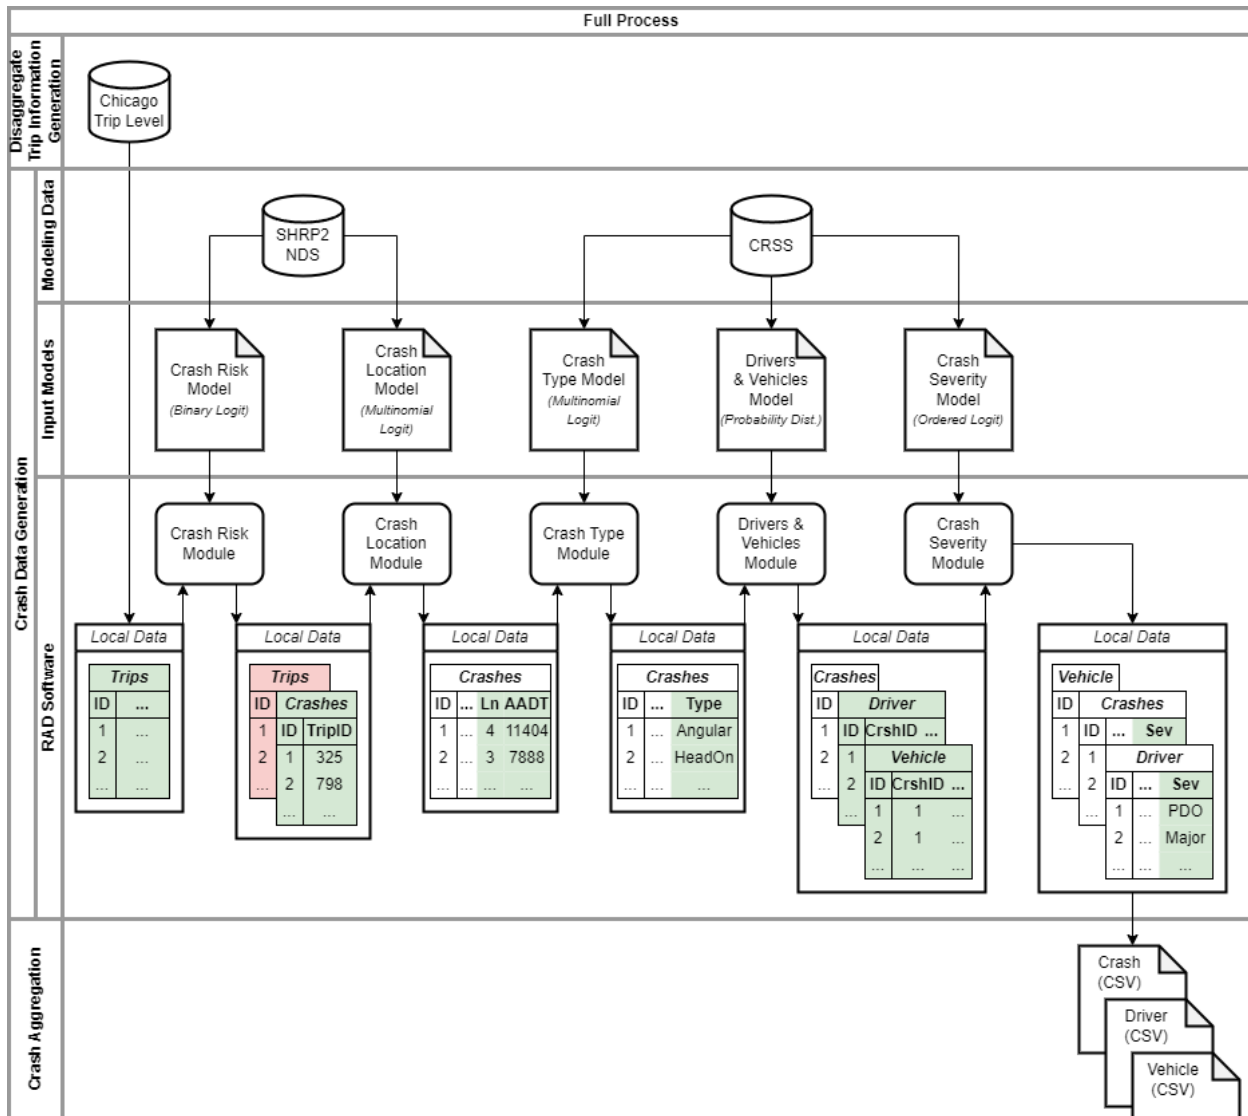 Full Process
Disaggregate
Trip Information
Generation
Chicago
Trip Level
Crash Data Generation
Modeling Data
SHRP2
NDS
CRSS
Input Models
Crash Risk
Model
(Binary Logit)
Crash
Location
Model
(Multinomial
Logit)
Crash
Type Model
(Multinomial
Logit)
Drivers
& Vehicles
Model
(Probability Dist.)
Crash
Severity
Model
(Ordered Logit)
RAD Software
Crash Risk
Module
Crash
Location
Module
Crash Type
Module
Drivers &
Vehicles
Module
Crash
Severity
Module
Local Data
Trips
ID ...
1 ...
2 ...
... ...
Local Data
Trips
ID
1
2
...
Crashes
ID TripID
1 325
2 798
... ...
Local Data
Crashes
ID ... Ln AADT
1 ... 4 11404
2 ... 3 7888
... ... ... ...
Local Data
Crashes
ID ... Type
1 ... Angular
2 ... HeadOn
... ... ...
Local Data
Crashes
ID
1
2
...
Driver
ID CrshID ...
1
2
...
Vehicle
ID CrshID ...
1 1 ...
2 1 ...
... ... ...
Local Data
Vehicle
ID
1
2
...
Crashes
ID ... Sev
1
2
...
Driver
ID ... Sev
1 ... PDO
2 ... Major
... ... ...
Crash Aggregation
Crash
(CSV)
Driver
(CSV)
Vehicle
(CSV)